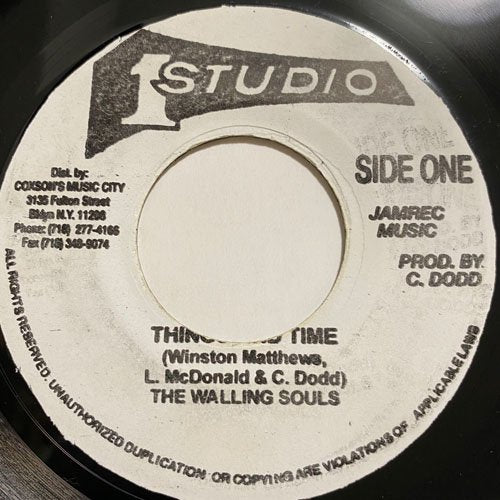 1 STUDIO
Dist. by:
COXSON'S MUSIC CITY
3135 Fulton Street
Bklyn N.Y. 11208
Phone: (718) 277-4166
Fax (718) 348-9074
SIDE ONE
JAMREC
MUSIC
PROD. BY
C. DODD
TIME
(Winston Matthews,
L. McDonald & C. Dodd)
THE WALLING SOULS
ALL RIGHTS RESERVED. UNAUTHORIZED DUPLICATION OR COPYING ARE VIOLATIONS OF APPLICABLE LAWS